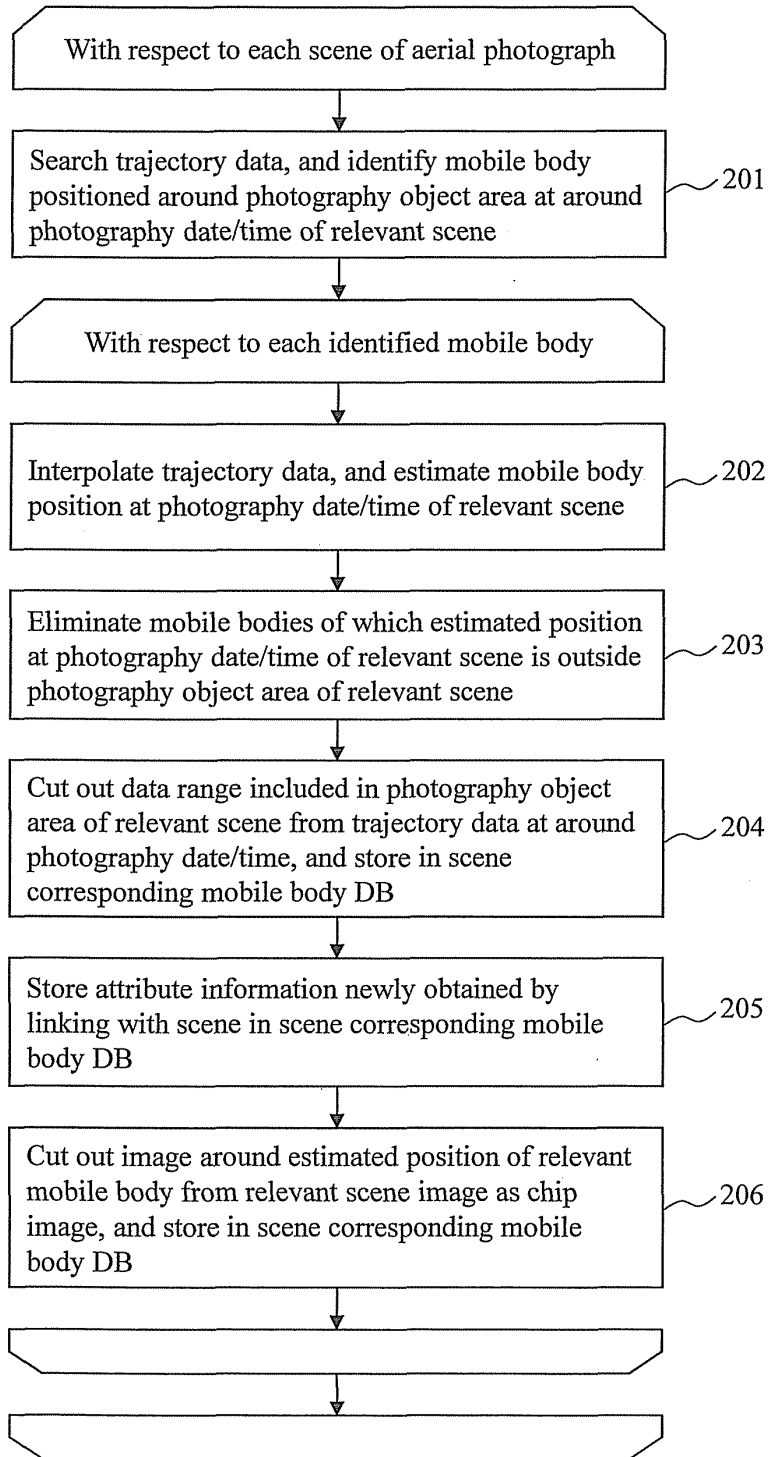 With respect to each scene of aerial photograph
Search trajectory data, and identify mobile body
positioned around photography object area at around
photography date/time of relevant scene
201
With respect to each identified mobile body
Interpolate trajectory data, and estimate mobile body
position at photography date/time of relevant scene
202
Eliminate mobile bodies of which estimated position
at photography date/time of relevant scene is outside
photography object area of relevant scene
203
Cut out data range included in photography object
area of relevant scene from trajectory data at around
photography date/time, and store in scene
corresponding mobile body DB
204
Store attribute information newly obtained by
linking with scene in scene corresponding mobile
body DB
205
Cut out image around estimated position of relevant
mobile body from relevant scene image as chip
image, and store in scene corresponding mobile
body DB
206